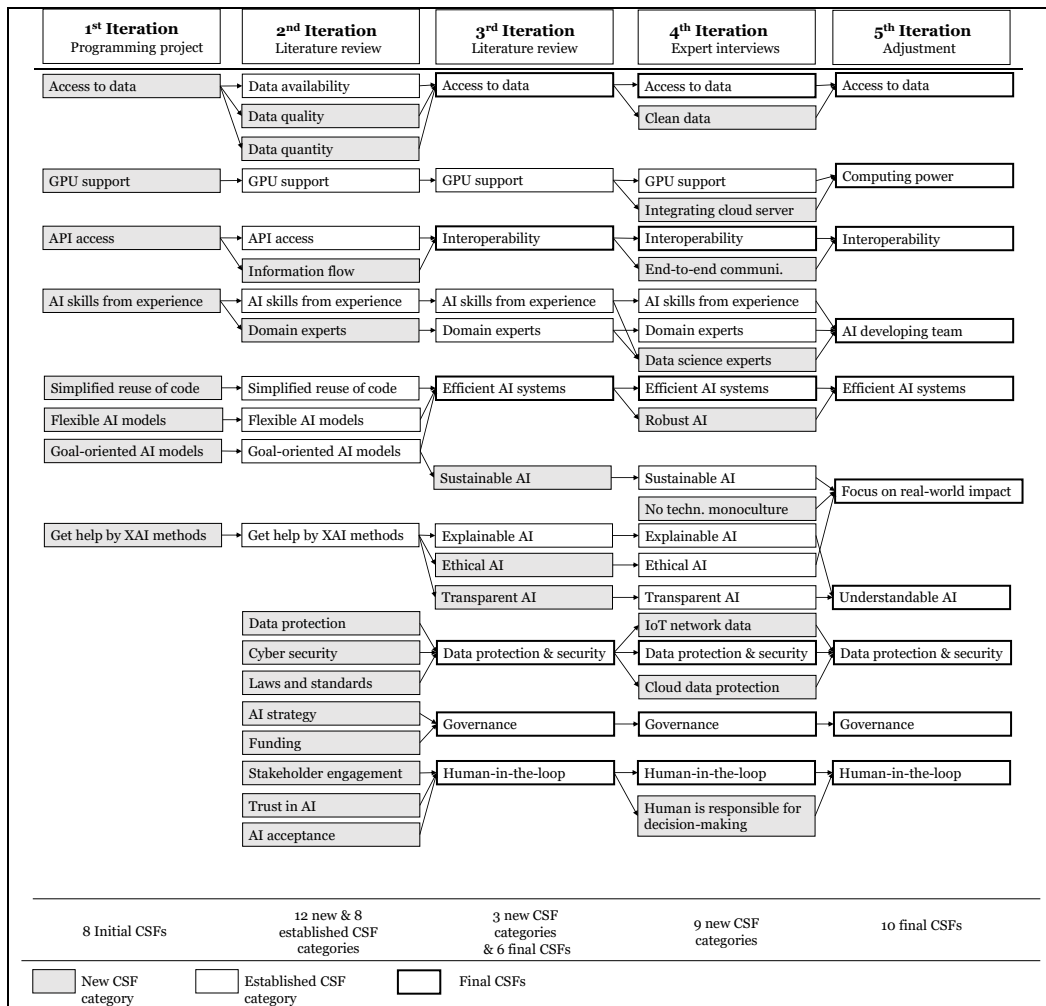 1st Iteration
Programming project
2nd Iteration
Literature review
3rd Iteration
Literature review
4th Iteration
Expert interviews
5th Iteration
Adjustment
Access to data
Data availability
Access to data
Access to data
Access to data
Data quality
Clean data
Data quantity
GPU support
GPU support
GPU support
GPU support
Computing power
Integrating cloud server
API access
API access
Interoperability
Interoperability
Interoperability
Information flow
End-to-end communi.
AI skills from experience
AI skills from experience
AI skills from experience
AI skills from experience
Domain experts
Domain experts
Domain experts
AI developing team
Data science experts
Simplified reuse of code
Simplified reuse of code
Efficient AI systems
Efficient AI systems
Efficient AI systems
Flexible AI models
Flexible AI models
Robust AI
Goal-oriented AI models
Goal-oriented AI models
Sustainable AI
Sustainable AI
Focus on real-world impact
No techn. monoculture
Get help by XAI methods
Get help by XAI methods
Explainable AI
Explainable AI
Ethical AI
Ethical AI
Transparent AI
Transparent AI
Understandable AI
Data protection
IoT network data
Cyber security
Data protection & security
Data protection & security
Data protection & security
Laws and standards
Cloud data protection
AI strategy
Governance
Governance
Governance
Funding
Stakeholder engagement
Human-in-the-loop
Human-in-the-loop
Human-in-the-loop
Trust in AI
Human is responsible for
decision-making
AI acceptance
8 Initial CSFs
12 new & 8
established CSF
categories
3 new CSF
categories
& 6 final CSFs
9 new CSF
categories
10 final CSFs
New CSF
category
Established CSF
category
Final CSFs